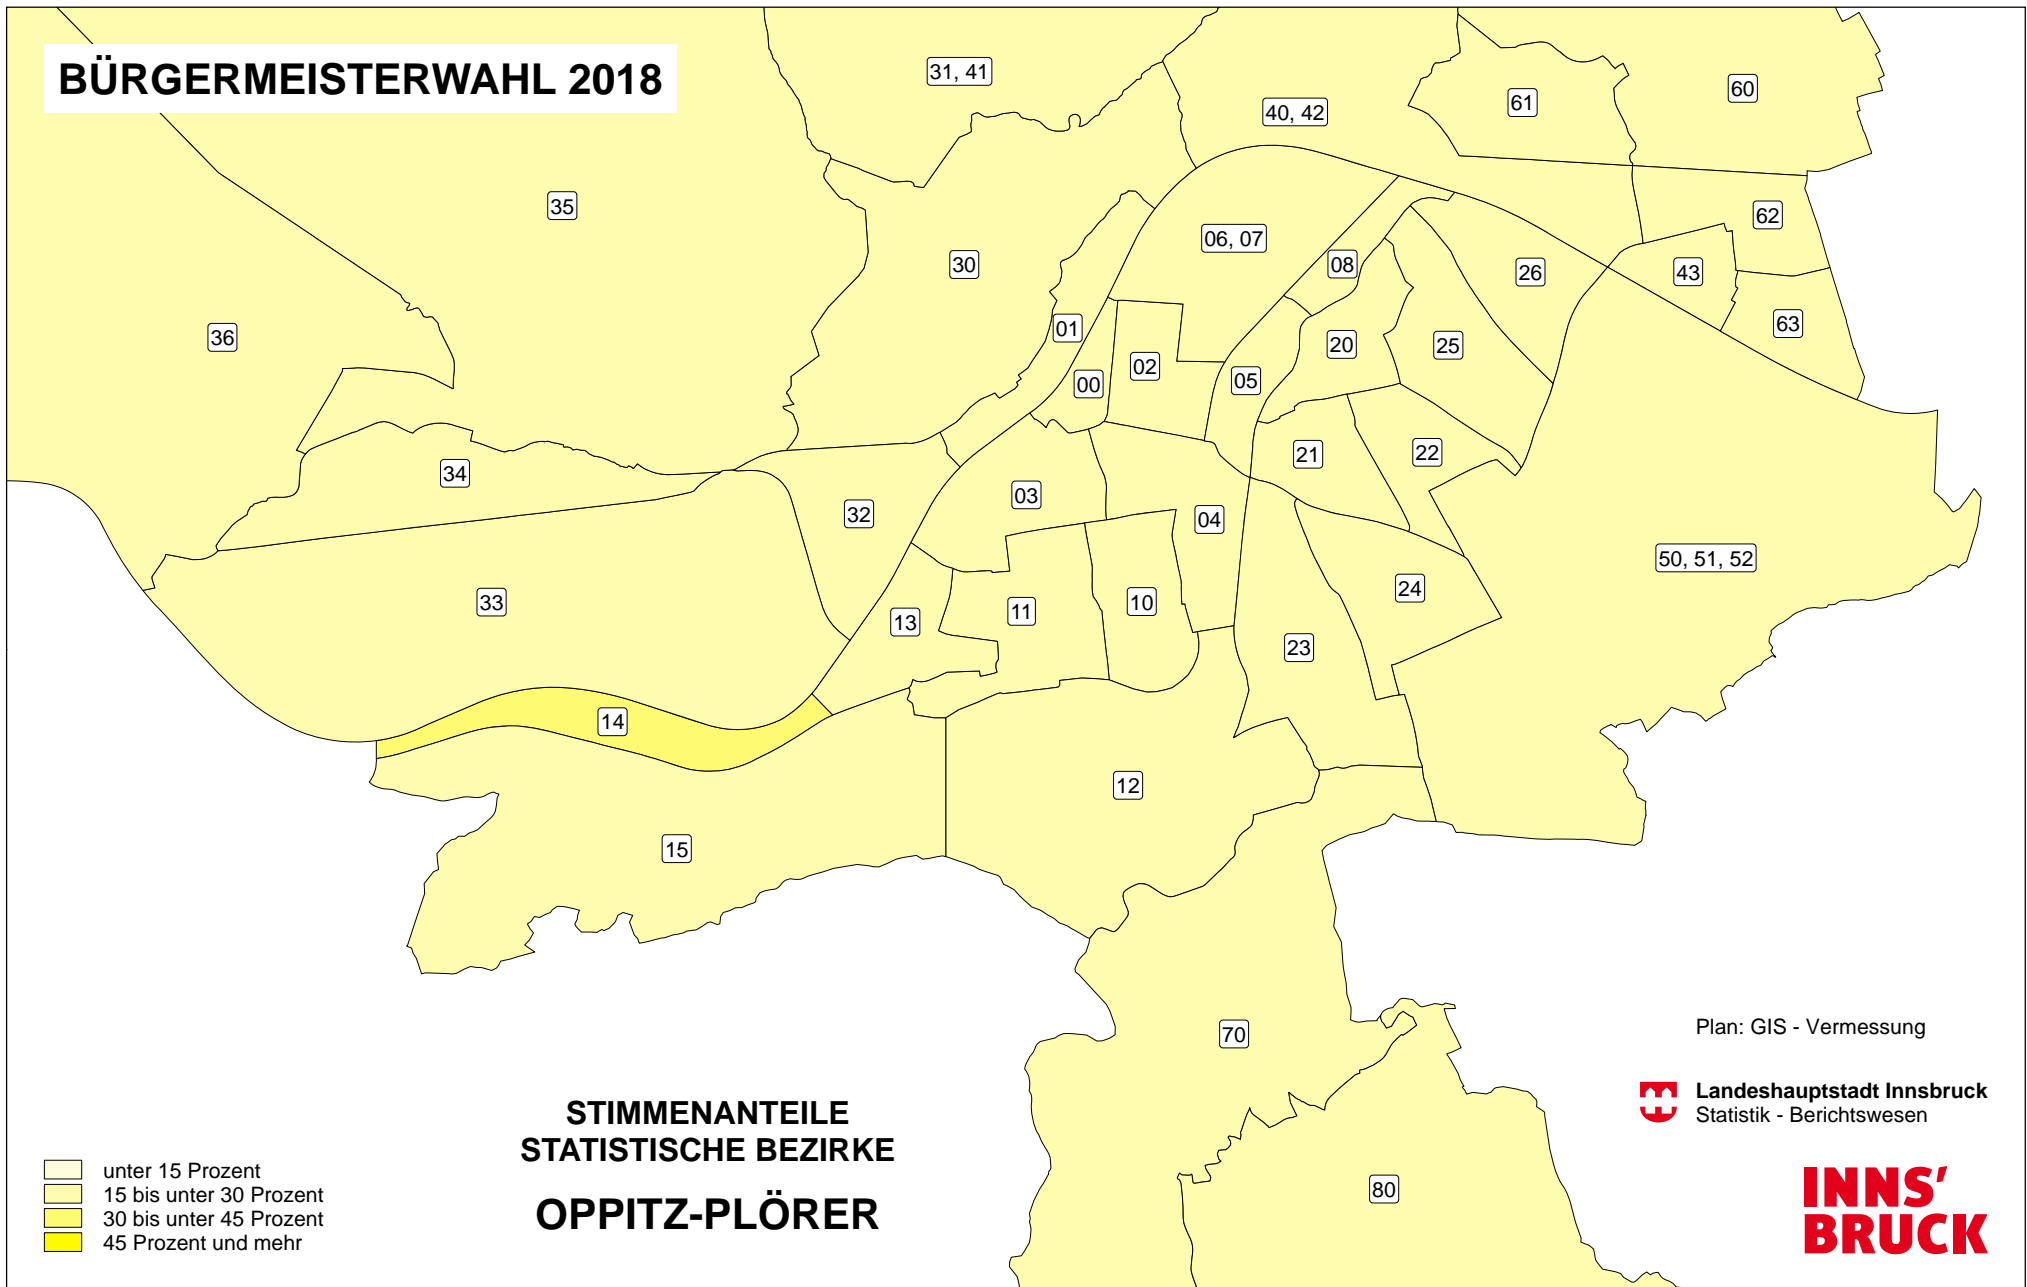 BÜRGERMEISTERWAHL 2018
31, 41
40, 42
61
60
35
30
06, 07
08
26
62
43
63
36
01
00
02
05
20
25
34
32
03
04
21
22
50, 51, 52
33
13
11
10
24
23
14
12
15
70
80
Plan: GIS - Vermessung
Landeshauptstadt Innsbruck
Statistik - Berichtswesen
STIMMENANTEILE
STATISTISCHE BEZIRKE
OPPITZ-PLÖRER
unter 15 Prozent
15 bis unter 30 Prozent
30 bis unter 45 Prozent
45 Prozent und mehr
INNS'
BRUCK